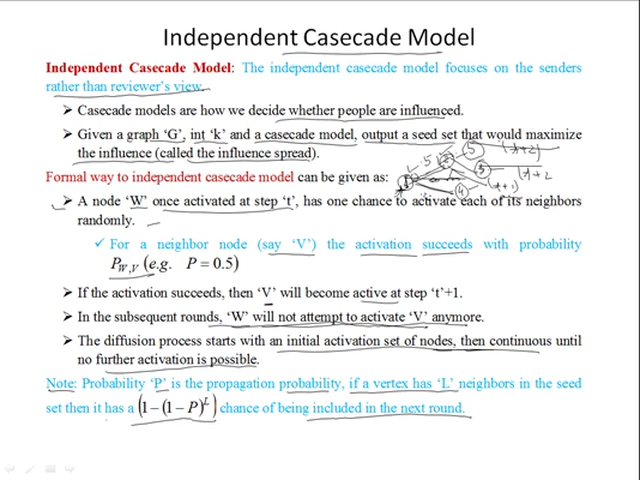 Independent Casecade Model
Independent Casecade Model: The independent casecade model focuses on the senders
rather than reviewer's view.
➢ Casecade models are how we decide whether people are influenced.
➢ Given a graph 'G', int 'k' and a casecade model, output a seed set that would maximize
the influence (called the influence spread).
Formal way to independent casecade model can be given as:
➢ A node 'W' once activated at step 't', has one chance to activate each of its neighbors
randomly.
✓ For a neighbor node (say 'V') the activation succeeds with probability
P_{W,V} (e.g. P = 0.5)
➢ If the activation succeeds, then 'V' will become active at step 't'+1.
➢ In the subsequent rounds, 'W' will not attempt to activate 'V' anymore.
➢ The diffusion process starts with an initial activation set of nodes, then continuous until
no further activation is possible.
Note: Probability 'P' is the propagation probability, if a vertex has 'L' neighbors in the seed
set then it has a (1-(1-P)^L) chance of being included in the next round.